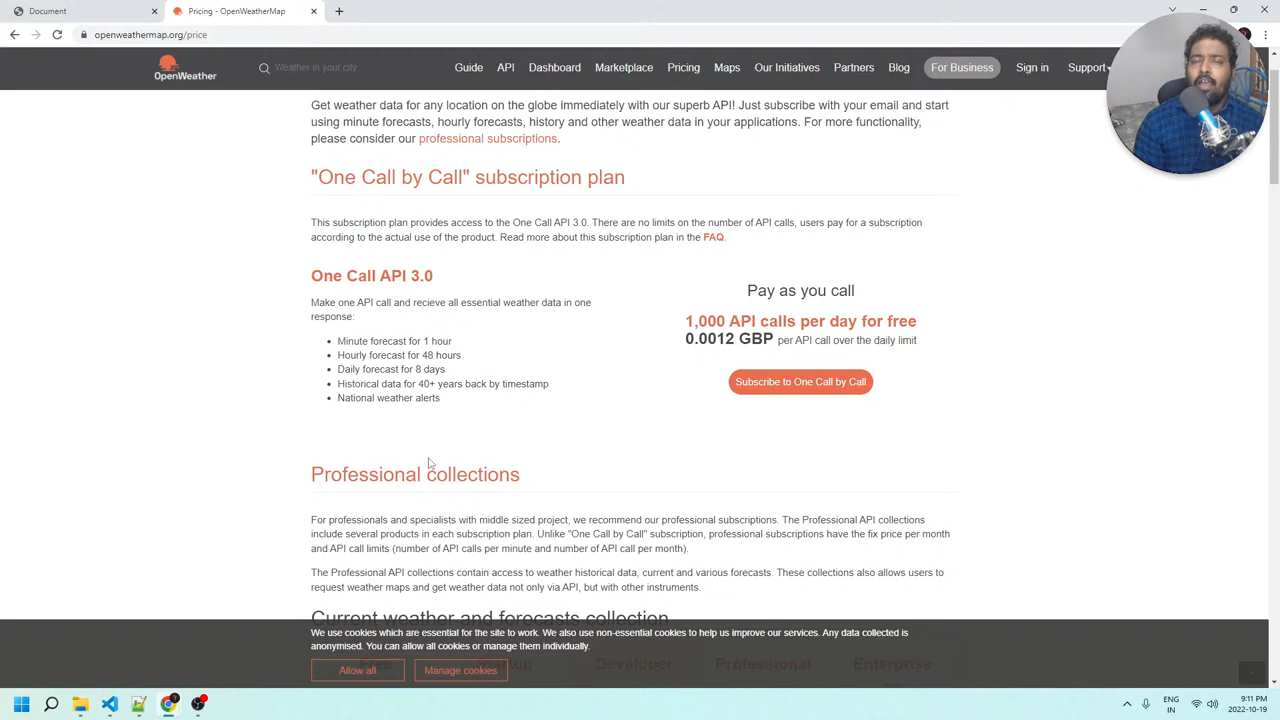 Document
Pricing - OpenWeatherMap
openweathermap.org/price
OpenWeather
Weather in your city
Guide API Dashboard Marketplace Pricing Maps Our Initiatives Partners Blog For Business Sign in Support
Get weather data for any location on the globe immediately with our superb API! Just subscribe with your email and start
using minute forecasts, hourly forecasts, history and other weather data in your applications. For more functionality,
please consider our professional subscriptions.
"One Call by Call" subscription plan
This subscription plan provides access to the One Call API 3.0. There are no limits on the number of API calls, users pay for a subscription
according to the actual use of the product. Read more about this subscription plan in the FAQ.
One Call API 3.0
Make one API call and recieve all essential weather data in one
response:
Minute forecast for 1 hour
Hourly forecast for 48 hours
Daily forecast for 8 days
Historical data for 40+ years back by timestamp
National weather alerts
Pay as you call
1,000 API calls per day for free
0.0012 GBP per API call over the daily limit
Subscribe to One Call by Call
Professional collections
For professionals and specialists with middle sized project, we recommend our professional subscriptions. The Professional API collections
include several products in each subscription plan. Unlike "One Call by Call" subscription, professional subscriptions have the fix price per month
and API call limits (number of API calls per minute and number of API call per month).
The Professional API collections contain access to weather historical data, current and various forecasts. These collections also allows users to
request weather maps and get weather data not only via API, but with other instruments.
Current weather and forecasts collection
We use cookies which are essential for the site to work. We also use non-essential cookies to help us improve our services. Any data collected is
anonymised. You can allow all cookies or manage them individually.
Free Startup Developer Professional Enterprise
Allow all
Manage cookies
ENG
IN
9:11 PM
2022-10-19